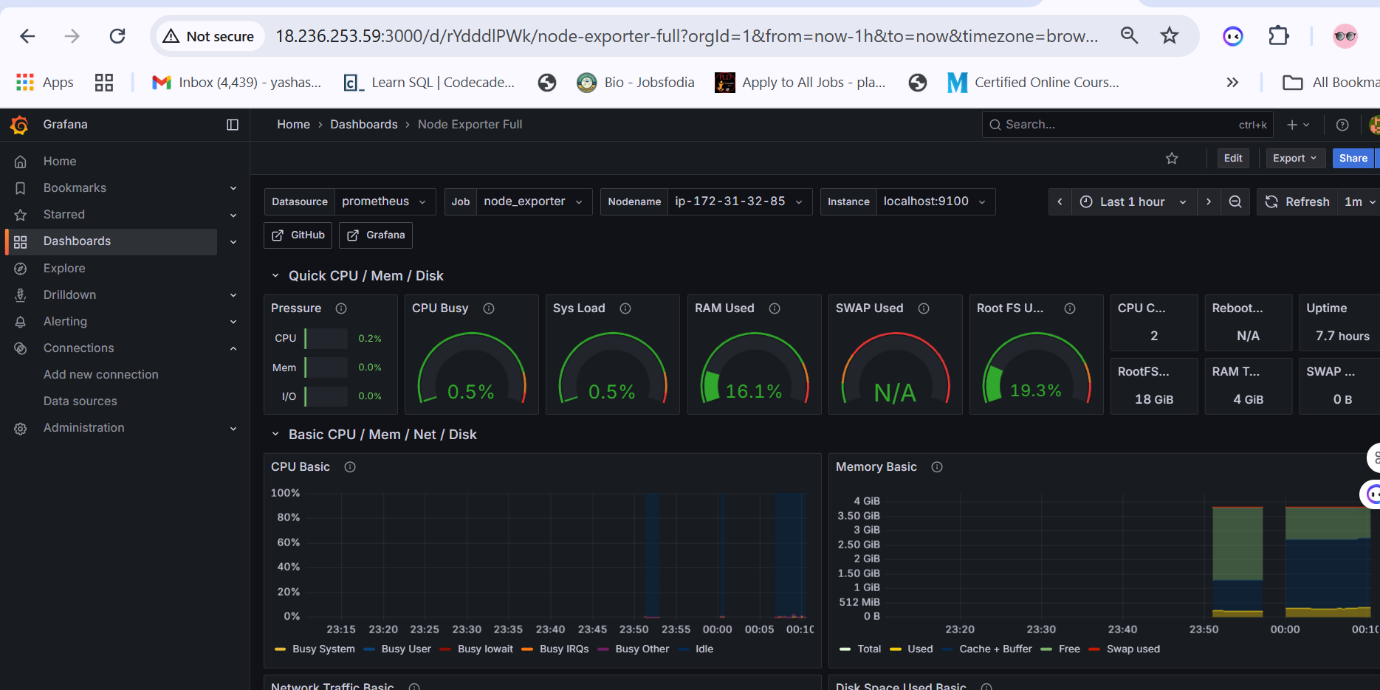 Not secure 18.236.253.59:3000/d/rYdddlPWk/node-exporter-full?orgId=1&from=now-1h&to=now&timezone=brow...
Apps Inbox (4,439) - yashas... Learn SQL | Codecade... Bio - Jobsfodia Apply to All Jobs - pla... Certified Online Cours... » All Bookma
Grafana Home › Dashboards › Node Exporter Full Search... ctrl+k
Edit Export Share
Home
Bookmarks
Starred
Dashboards
Explore
Drilldown
Alerting
Connections
Add new connection
Data sources
Administration
Datasource prometheus Job node_exporter Nodename ip-172-31-32-85 Instance localhost:9100 Last 1 hour Refresh 1m
GitHub Grafana
Quick CPU / Mem / Disk
Pressure
CPU 0.2%
Mem 0.0%
I/O 0.0%
CPU Busy
0.5%
Sys Load
0.5%
RAM Used
16.1%
SWAP Used
N/A
Root FS U...
19.3%
CPU C...
2
Reboot...
N/A
Uptime
7.7 hours
RootFS...
18 GiB
RAM T...
4 GiB
SWAP ...
0 B
Basic CPU / Mem / Net / Disk
CPU Basic
100%
80%
60%
40%
20%
0%
23:15 23:20 23:25 23:30 23:35 23:40 23:45 23:50 23:55 00:00 00:05 00:10
Busy System Busy User Busy Iowait Busy IRQs Busy Other Idle
Memory Basic
4 GiB
3.50 GiB
3 GiB
2.50 GiB
2 GiB
1.50 GiB
1 GiB
512 MiB
0 B
23:20 23:30 23:40 23:50 00:00 00:10
Total Used Cache + Buffer Free Swap used
Network Traffic Basic
Disk Space Used Basic